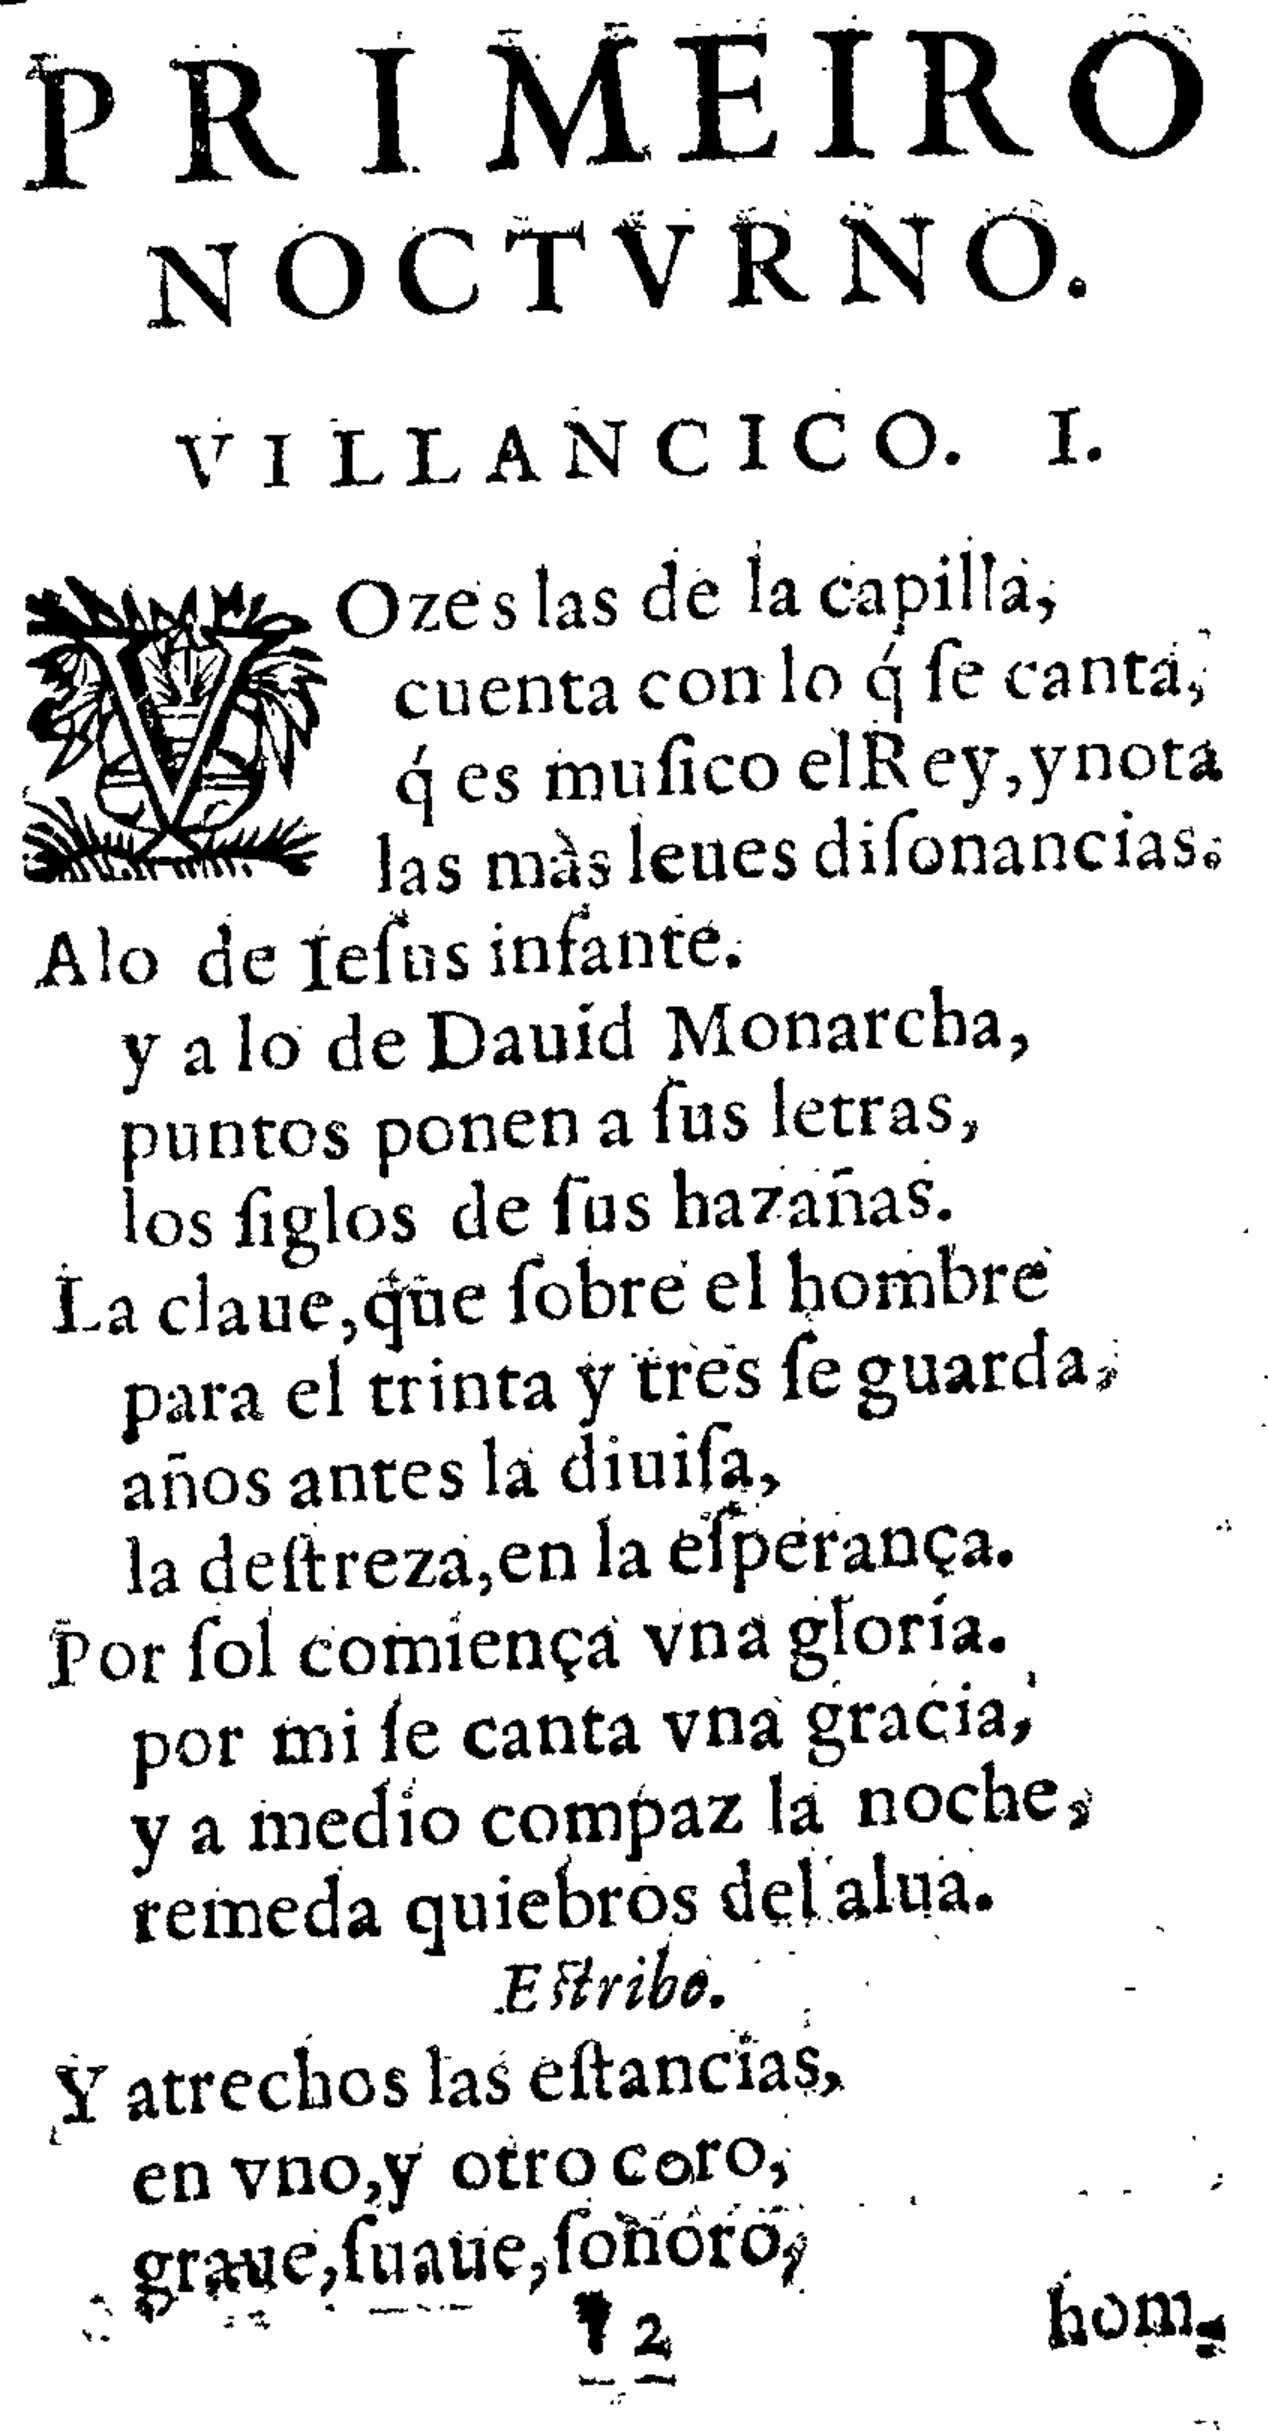 PRIMEIRO
NOCTVRNO.
VILLANCICO. I.
VOzes las de la capilla,
cuenta con lo q́ ſe canta,
q́ es muſico el Rey, y nota
las màs leues diſonancias.
Alo de Ieſus infante.
y a lo de Dauid Monarcha,
puntos ponen a ſus letras,
los ſiglos de ſus hazañas.
La claue, que ſobre el hombre
para el trinta y tres ſe guarda,
años antes la diuiſa,
la deſtreza, en la eſperança.
Por ſol comiença vna gloria.
por mi ſe canta vna gracia,
y a medio compaz la noche,
remeda quiebros del alua.
Eſtribo.
Y atrechos las eſtancias,
en vno, y otro coro,
graue, ſuaue, ſonoro,
¶ 2
hom-